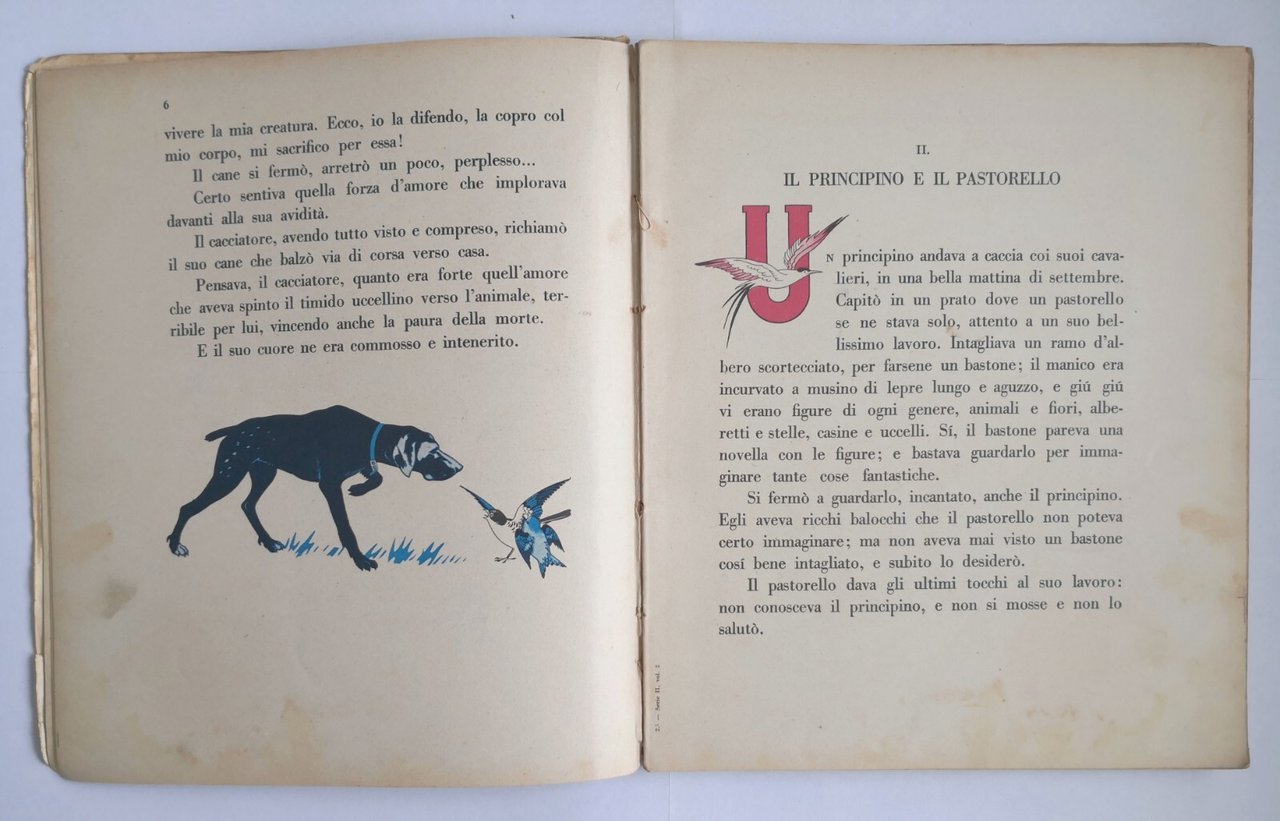 6
vivere la mia creatura. Ecco, io la difendo, la copro col
mio corpo, mi sacrifico per essa!
Il cane si fermò, arretrò un poco, perplesso...
Certo sentiva quella forza d'amore che implorava
davanti alla sua avidità.
Il cacciatore, avendo tutto visto e compreso, richiamò
il suo cane che balzò via di corsa verso casa.
Pensava, il cacciatore, quanto era forte quell'amore
che aveva spinto il timido uccellino verso l'animale, ter-
ribile per lui, vincendo anche la paura della morte.
E il suo cuore ne era commosso e intenerito.
II.
IL PRINCIPINO E IL PASTORELLO
UN principino andava a caccia coi suoi cava-
lieri, in una bella mattina di settembre.
Capitò in un prato dove un pastorello
se ne stava solo, attento a un suo bel-
lissimo lavoro. Intagliava un ramo d'al-
bero scortecciato, per farsene un bastone; il manico era
incurvato a musino di lepre lungo e aguzzo, e giú giú
vi erano figure di ogni genere, animali e fiori, albe-
retti e stelle, casine e uccelli. Sí, il bastone pareva una
novella con le figure; e bastava guardarlo per imma-
ginare tante cose fantastiche.
Si fermò a guardarlo, incantato, anche il principino.
Egli aveva ricchi balocchi che il pastorello non poteva
certo immaginare; ma non aveva mai visto un bastone
cosí bene intagliato, e subito lo desiderò.
Il pastorello dava gli ultimi tocchi al suo lavoro:
non conosceva il principino, e non si mosse e non lo
salutò.
— Serie II, vol. 2